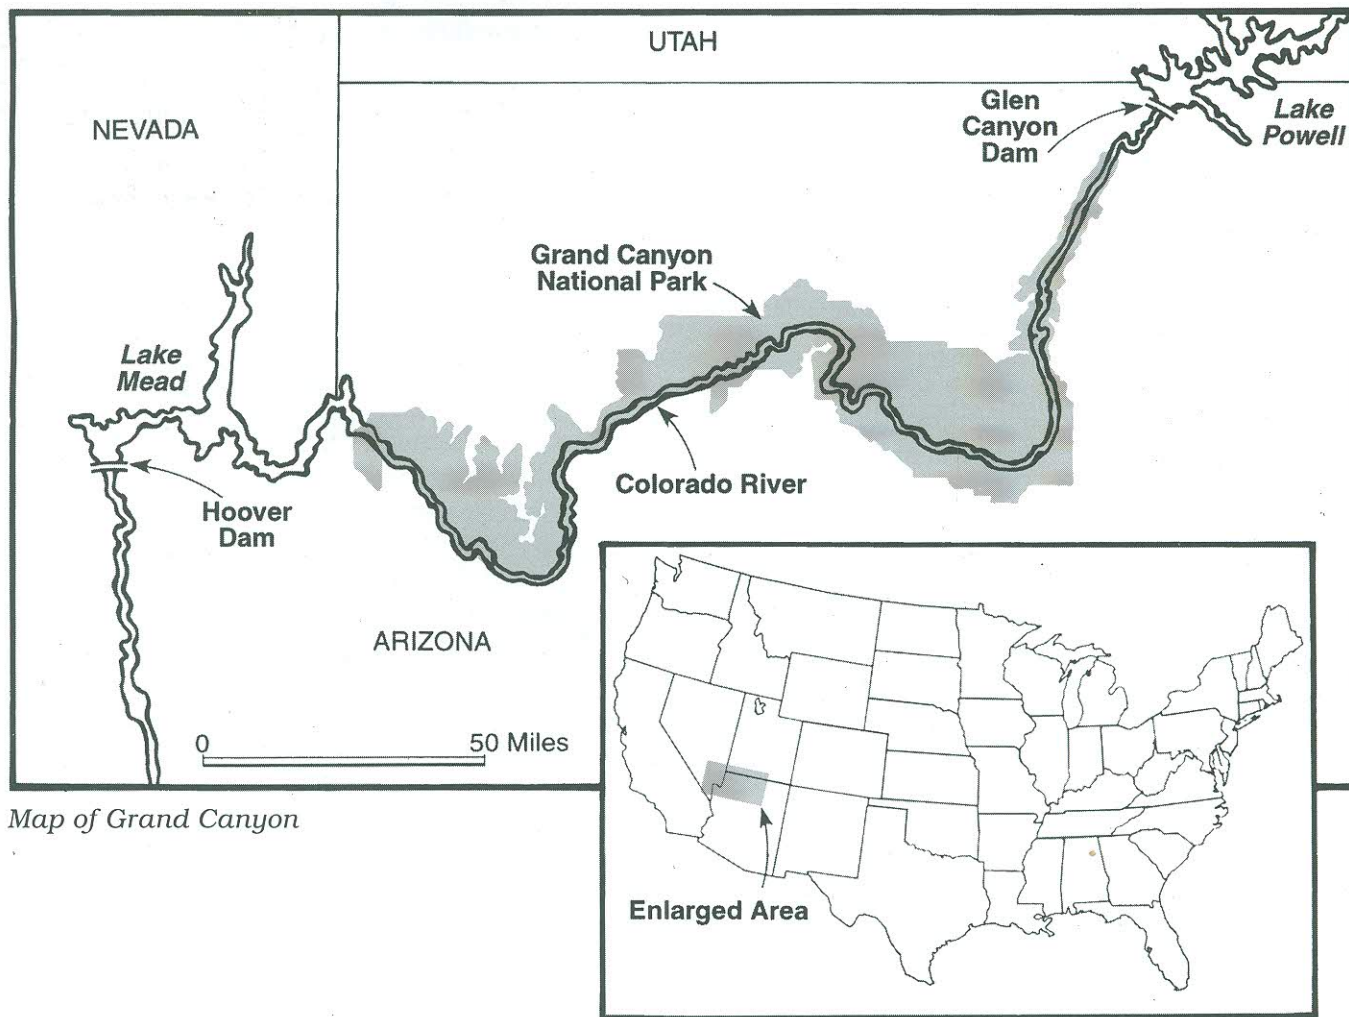 UTAH
NEVADA
Glen
Canyon
Dam
Lake
Powell
Grand Canyon
National Park
Lake
Mead
Colorado River
Hoover
Dam
ARIZONA
0 50 Miles
Enlarged Area
Map of Grand Canyon